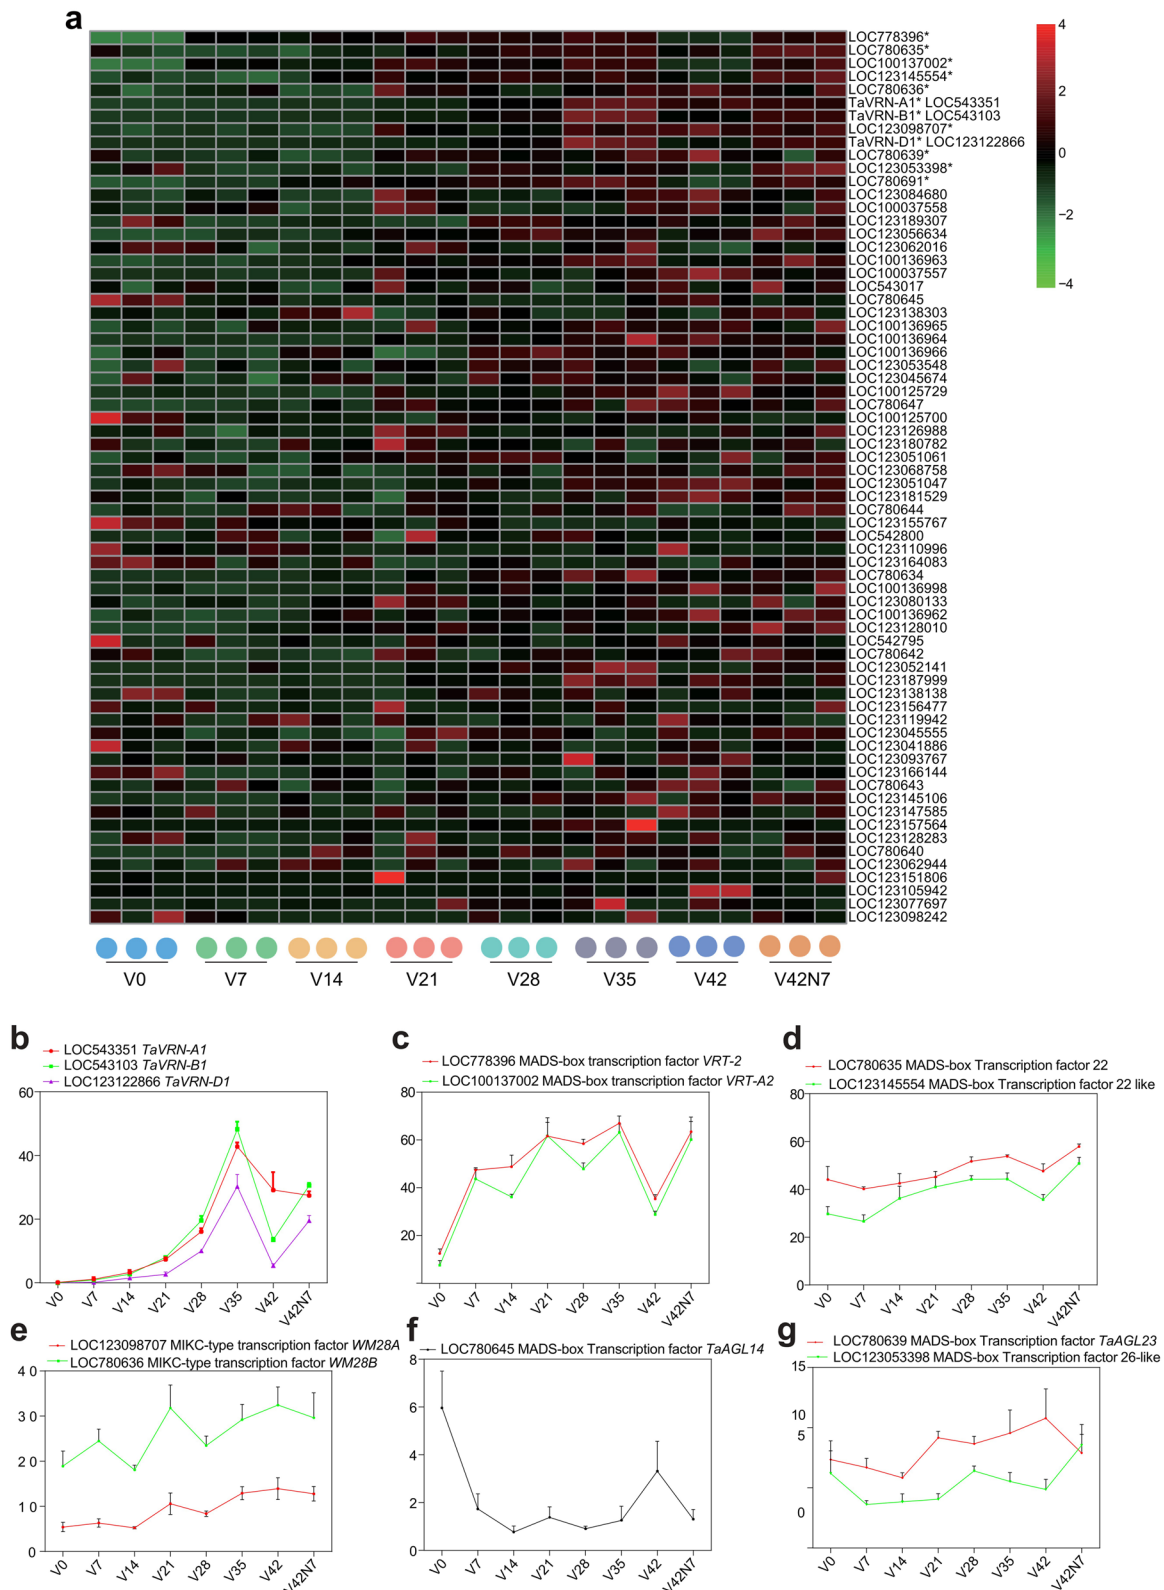 a
LOC778396*
LOC780635*
LOC100137002*
LOC123145554*
LOC780636*
TaVRN-A1* LOC543351
TaVRN-B1* LOC543103
LOC123098707*
TaVRN-D1* LOC123122866
LOC780639*
LOC123053398*
LOC780691*
LOC123084680
LOC100037558
LOC123189307
LOC123056634
LOC123062016
LOC100136963
LOC100037557
LOC543017
LOC780645
LOC123138303
LOC100136965
LOC100136964
LOC100136966
LOC123053548
LOC123045674
LOC100125729
LOC780647
LOC100125700
LOC123126988
LOC123180782
LOC123051061
LOC123068758
LOC123051047
LOC123181529
LOC780644
LOC123155767
LOC542800
LOC123110996
LOC123164083
LOC780634
LOC100136998
LOC123080133
LOC100136962
LOC123128010
LOC542795
LOC780642
LOC123052141
LOC123187999
LOC123138138
LOC123156477
LOC123119942
LOC123045555
LOC123041886
LOC123093767
LOC123166144
LOC780643
LOC123145106
LOC123147585
LOC123157564
LOC123128283
LOC780640
LOC123062944
LOC123151806
LOC123105942
LOC123077697
LOC123098242
4
2
0
−2
−4
V0 V7 V14 V21 V28 V35 V42 V42N7
b
LOC543351 TaVRN-A1
LOC543103 TaVRN-B1
LOC123122866 TaVRN-D1
60
40
20
0
V0 V7 V14 V21 V28 V35 V42 V42N7
c
LOC778396 MADS-box transcription factor VRT-2
LOC100137002 MADS-box transcription factor VRT-A2
80
60
40
20
V0 V7 V14 V21 V28 V35 V42 V42N7
d
LOC780635 MADS-box Transcription factor 22
LOC123145554 MADS-box Transcription factor 22 like
80
60
40
20
0
V0 V7 V14 V21 V28 V35 V42 V42N7
e
LOC123098707 MIKC-type transcription factor WM28A
LOC780636 MIKC-type transcription factor WM28B
40
30
20
10
0
V0 V7 V14 V21 V28 V35 V42 V42N7
f
LOC780645 MADS-box Transcription factor TaAGL14
8
6
4
2
0
V0 V7 V14 V21 V28 V35 V42 V42N7
g
LOC780639 MADS-box Transcription factor TaAGL23
LOC123053398 MADS-box Transcription factor 26-like
15
10
5
0
V0 V7 V14 V21 V28 V35 V42 V42N7